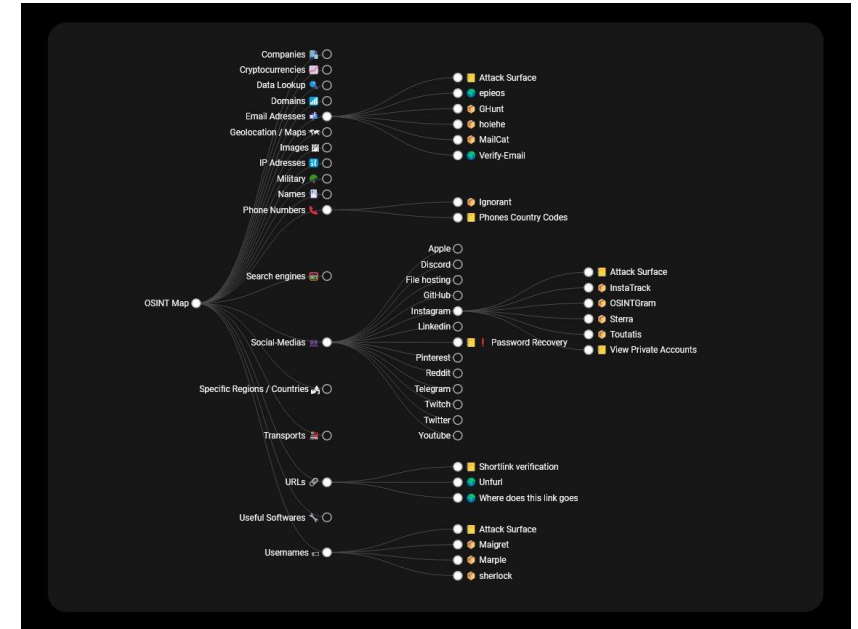 OSINT Map
Companies
Cryptocurrencies
Data Lookup
Domains
Email Adresses
Attack Surface
epieos
GHunt
holehe
MailCat
Verify-Email
Geolocation / Maps
Images
IP Adresses
Military
Names
Phone Numbers
Ignorant
Phones Country Codes
Search engines
Social-Medias
Apple
Discord
File hosting
GitHub
Instagram
Attack Surface
InstaTrack
OSINTGram
Sterra
Toutatis
View Private Accounts
Linkedin
Password Recovery
Pinterest
Reddit
Telegram
Twitch
Twitter
Youtube
Specific Regions / Countries
Transports
URLs
Shortlink verification
Unfurl
Where does this link goes
Useful Softwares
Usernames
Attack Surface
Maigret
Marple
sherlock